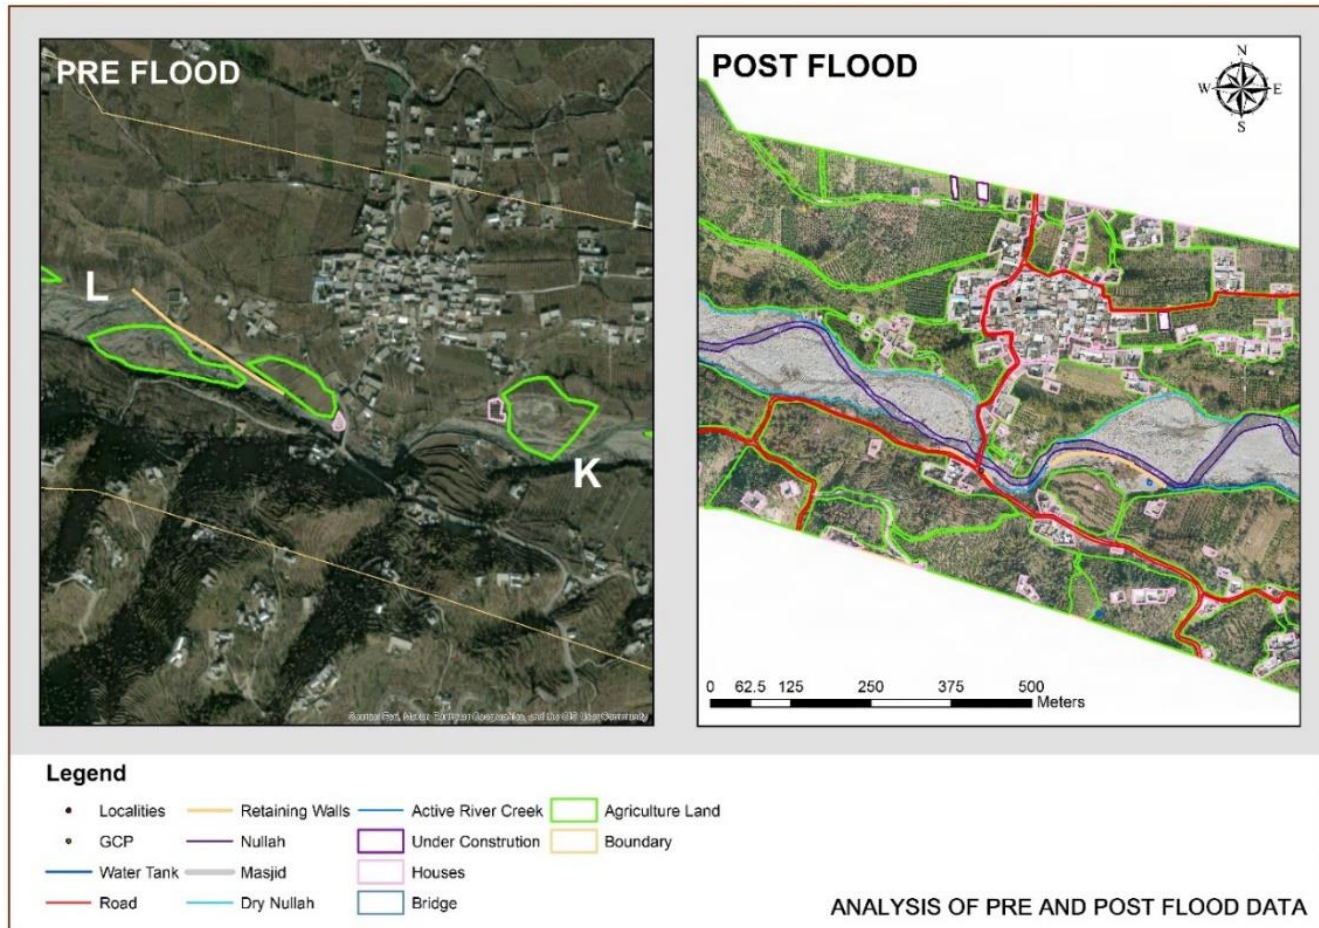 PRE FLOOD
L
K
POST FLOOD
N
W E
S
0 62.5 125 250 375 500
Meters
Legend
Localities
GCP
Water Tank
Road
Retaining Walls
Nullah
Masjid
Dry Nullah
Active River Creek
Under Constrution
Houses
Bridge
Agriculture Land
Boundary
ANALYSIS OF PRE AND POST FLOOD DATA